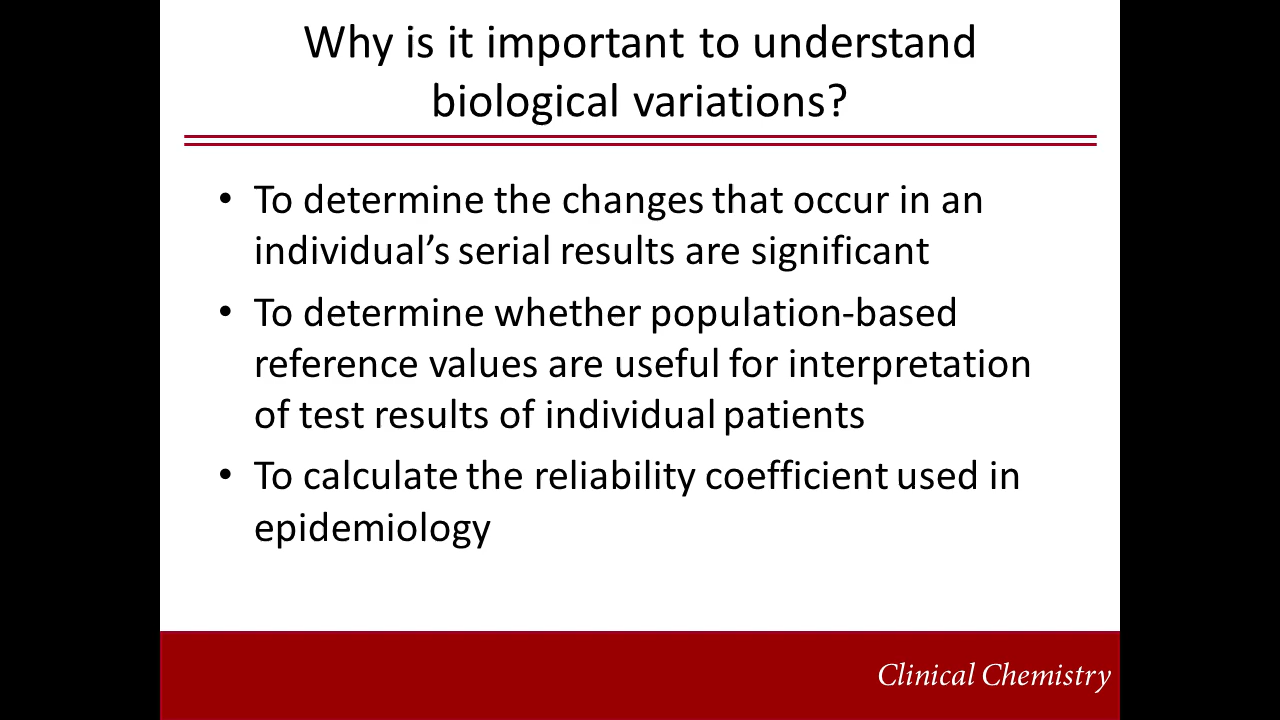 Why is it important to understand
biological variations?
• To determine the changes that occur in an
individual’s serial results are significant
• To determine whether population-based
reference values are useful for interpretation
of test results of individual patients
• To calculate the reliability coefficient used in
epidemiology
Clinical Chemistry